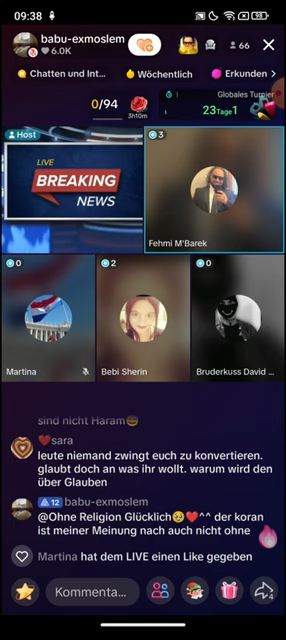 09:38
98
babu-exmoslem
6.0K
66
Chatten und Int...
Wöchentlich
Erkunden
0/94
3h10m
Globales Turnier
23Tage1
Host
LIVE
BREAKING
NEWS
3
Fehmi M'Barek
0
Martina
2
Bebi Sherin
0
Bruderkuss David ...
sind nicht Haram😅
❤️sara
leute niemand zwingt euch zu konvertieren.
glaubt doch an was ihr wollt. warum wird den
über Glauben
12 babu-exmoslem
@Ohne Religion Glücklich🥹❤️^^ der koran
ist meiner Meinung nach auch nicht ohne
Martina hat dem LIVE einen Like gegeben
Kommenta...
4